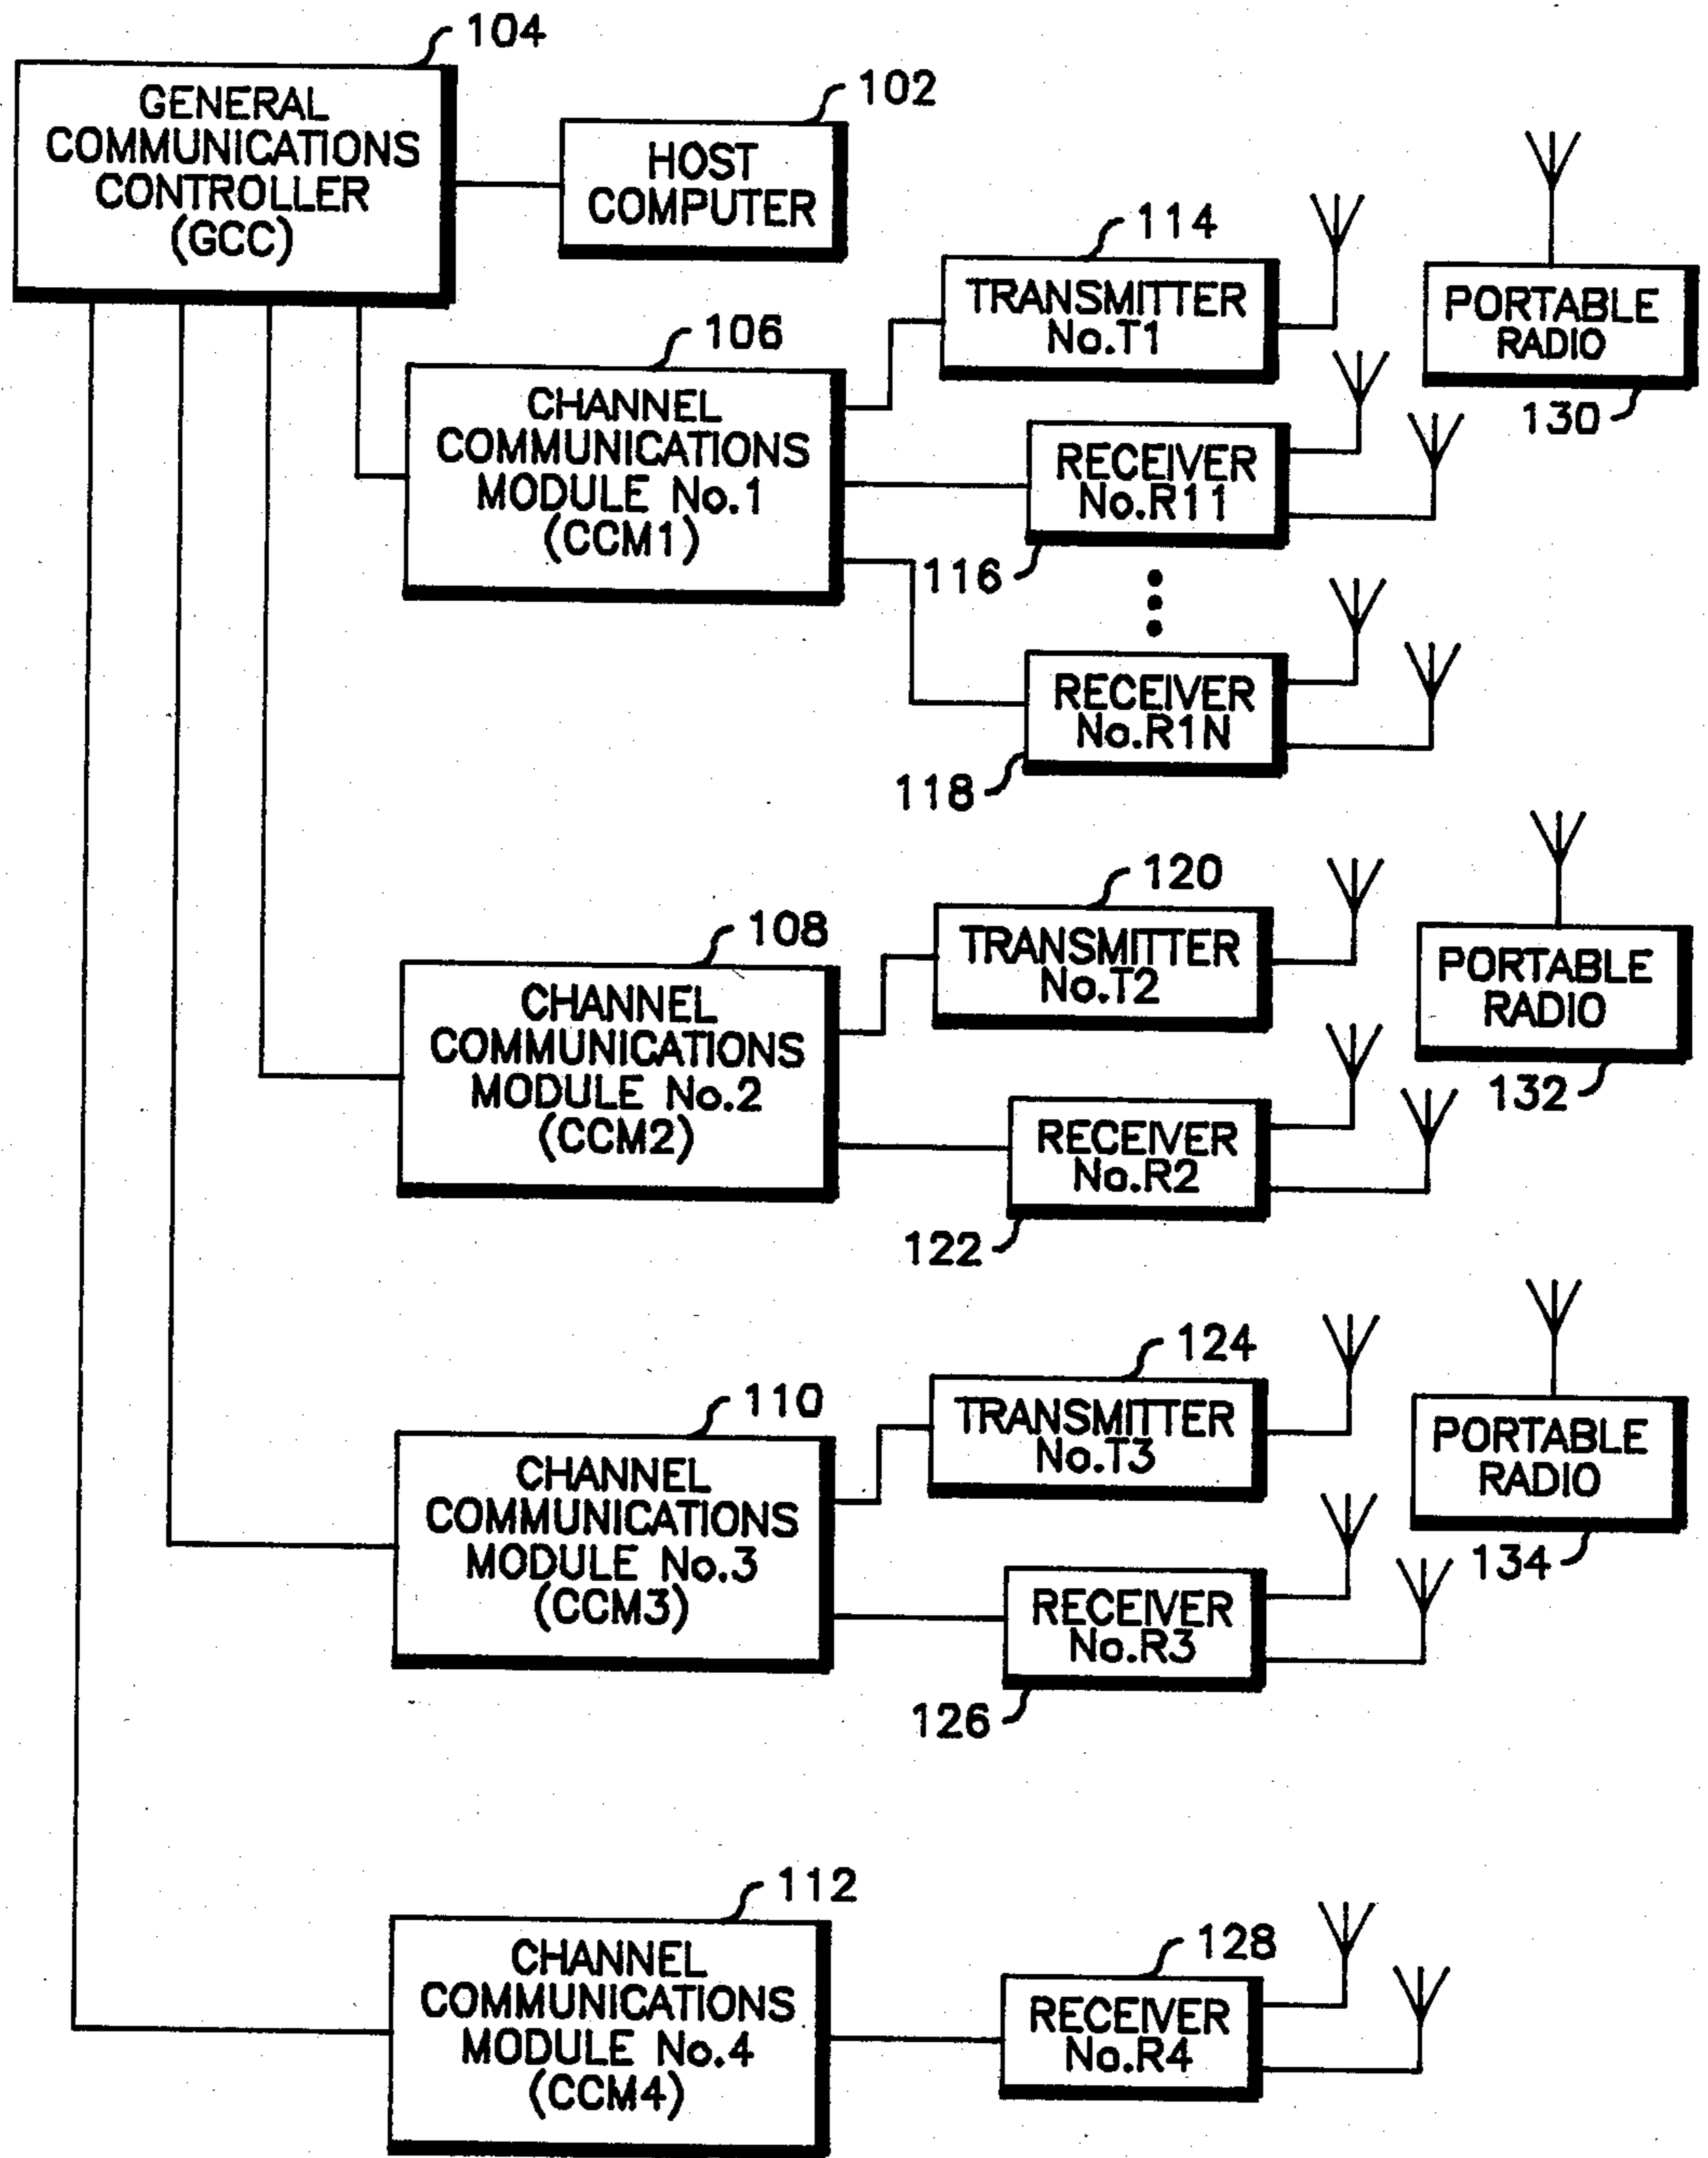 104
GENERAL
COMMUNICATIONS
CONTROLLER
(GCC)
102
HOST
COMPUTER
114
TRANSMITTER
No.T1
PORTABLE
RADIO
130
106
CHANNEL
COMMUNICATIONS
MODULE No.1
(CCM1)
RECEIVER
No.R11
116
RECEIVER
No.R1N
118
120
TRANSMITTER
No.T2
PORTABLE
RADIO
132
108
CHANNEL
COMMUNICATIONS
MODULE No.2
(CCM2)
RECEIVER
No.R2
122
124
TRANSMITTER
No.T3
PORTABLE
RADIO
134
110
CHANNEL
COMMUNICATIONS
MODULE No.3
(CCM3)
RECEIVER
No.R3
126
112
CHANNEL
COMMUNICATIONS
MODULE No.4
(CCM4)
128
RECEIVER
No.R4